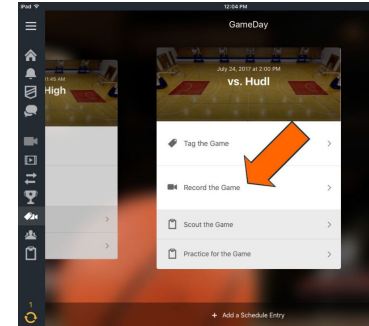 iPad
12:04 PM
GameDay
July 24, 2017 at 2:00 PM
vs. Hudl
11:45 AM
High
Tag the Game
Record the Game
Scout the Game
Practice for the Game
1
+ Add a Schedule Entry